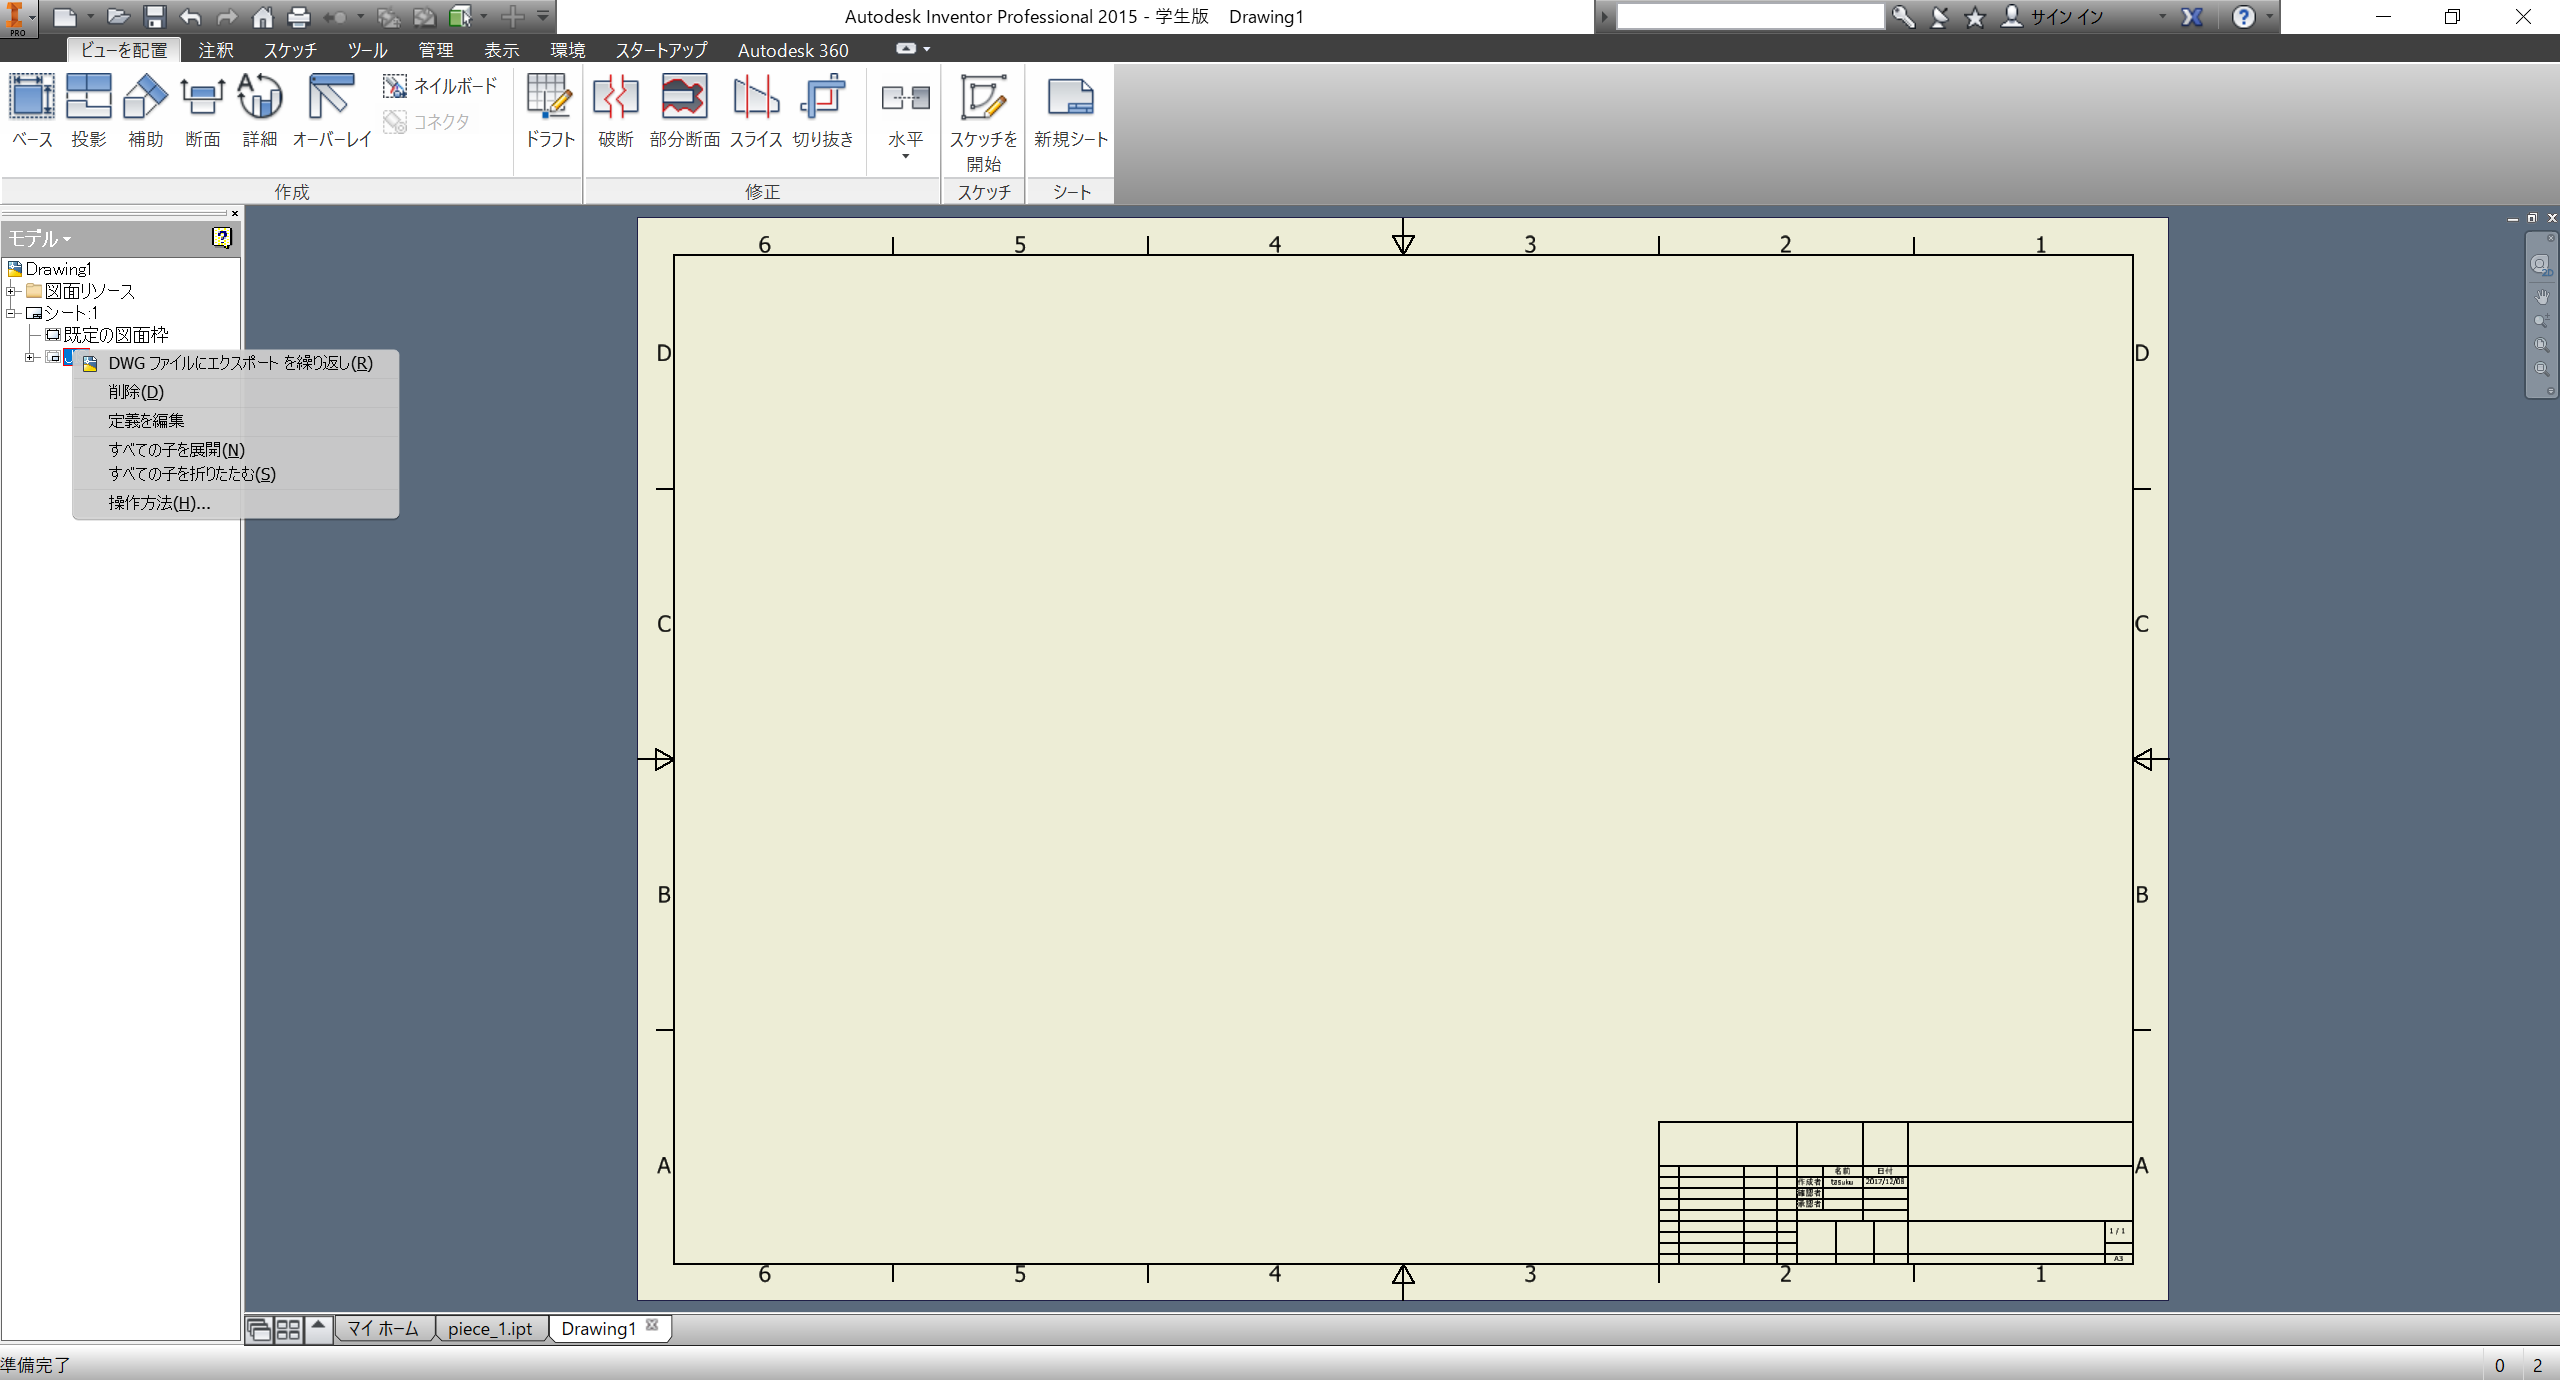 PRO
Autodesk Inventor Professional 2015 - 学生版 Drawing1
サイン イン
ビューを配置 注釈 スケッチ ツール 管理 表示 環境 スタートアップ Autodesk 360
ベース 投影 補助 断面 詳細 オーバーレイ
ネイルボード
コネクタ
ドラフト 破断 部分断面 スライス 切り抜き 水平
スケッチを
開始
新規シート
作成 修正 スケッチ シート
モデル
Drawing1
図面リソース
シート:1
既定の図面枠
DWG ファイルにエクスポート を繰り返し(R)
削除(D)
定義を編集
すべての子を展開(N)
すべての子を折りたたむ(S)
操作方法(H)...
6 5 4 3 2 1
D D
C C
B B
A A
名前 日付
作成者 tasuku 2017/12/08
確認者
承認者
1 / 1
A3
6 5 4 3 2 1
マイ ホーム piece_1.ipt Drawing1
準備完了
0 2